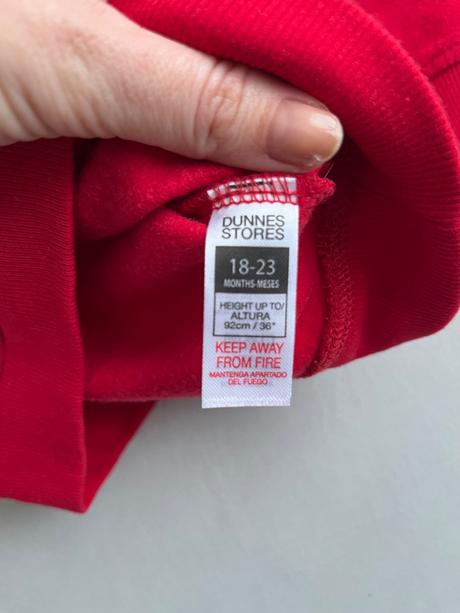 DUNNES
STORES
18-23
MONTHS-MESES
HEIGHT UP TO/
ALTURA
92cm / 36"
KEEP AWAY
FROM FIRE
MANTENGA APARTADO
DEL FUEGO